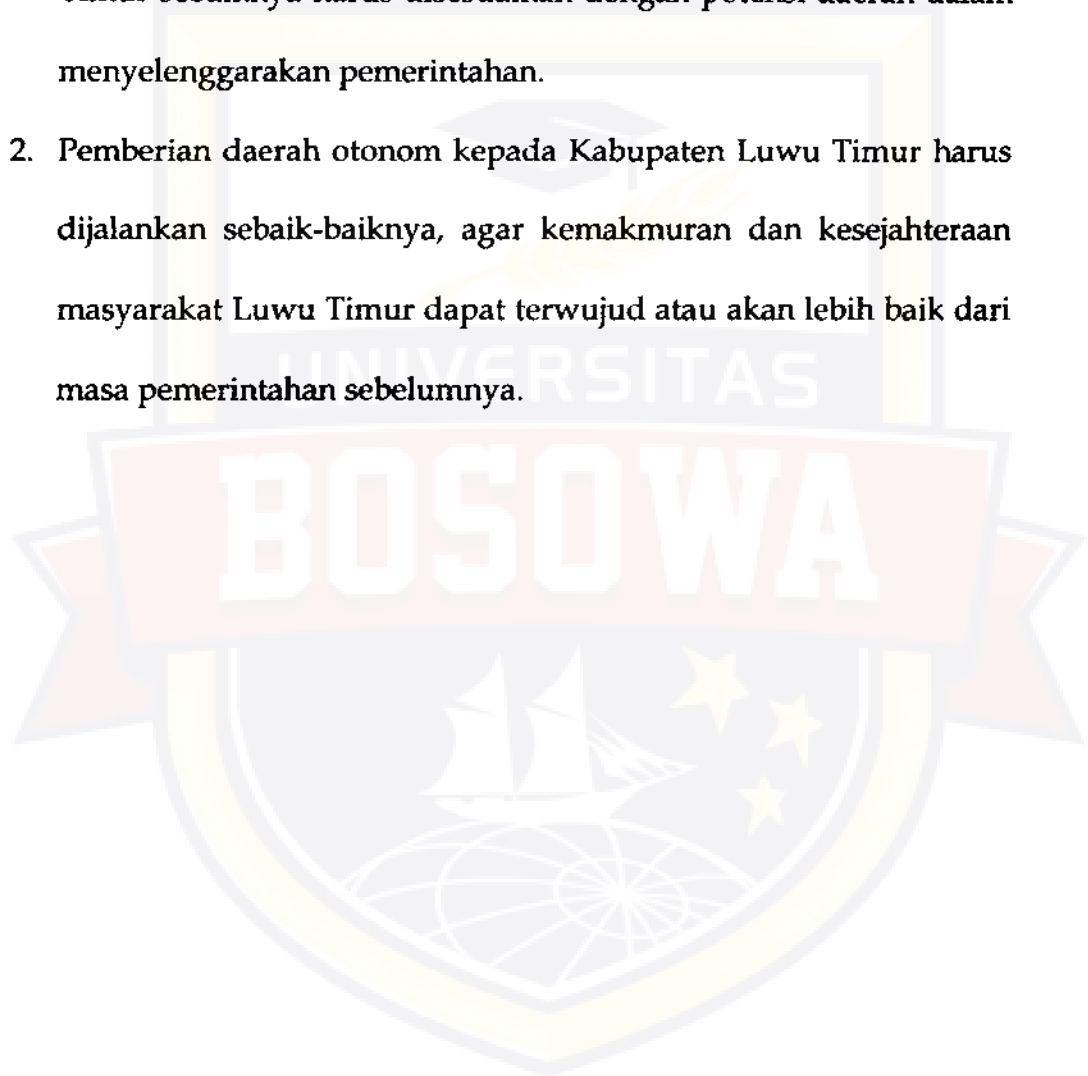 menyelenggarakan pemerintahan.
2. Pemberian daerah otonom kepada Kabupaten Luwu Timur harus
dijalankan sebaik-baiknya, agar kemakmuran dan kesejahteraan
masyarakat Luwu Timur dapat terwujud atau akan lebih baik dari
masa pemerintahan sebelumnya.
UNIVERSITAS
BOSOWA